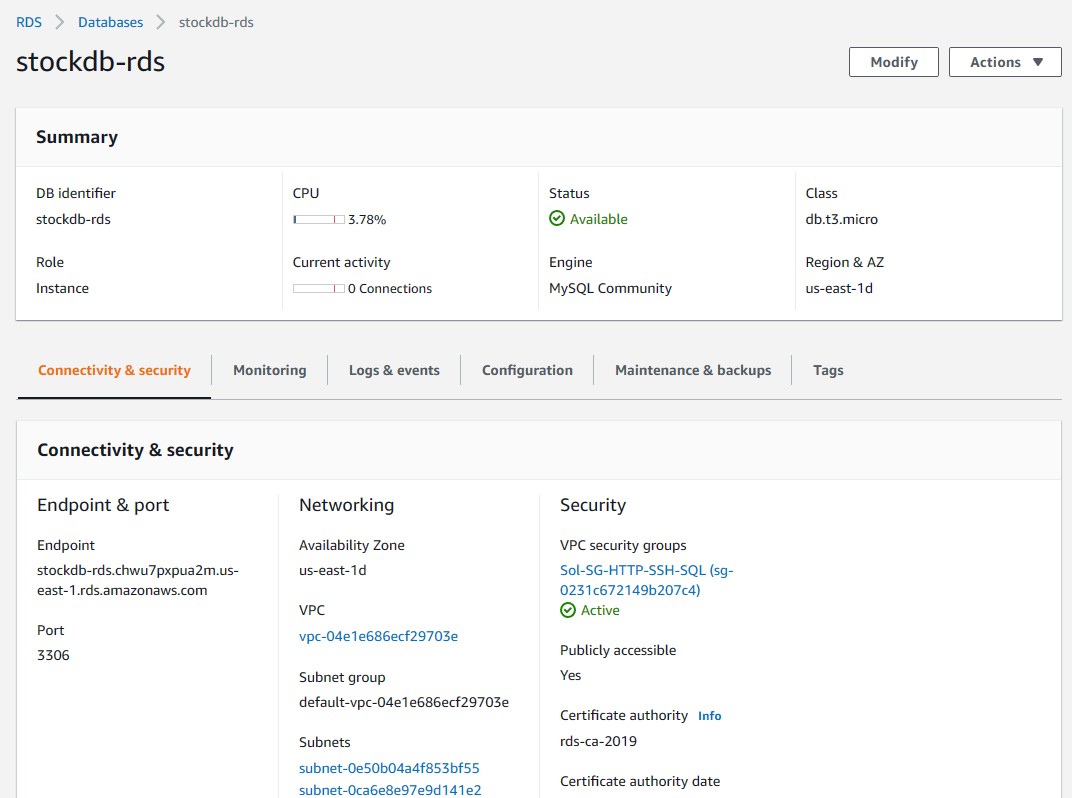 RDS > Databases > stockdb-rds
stockdb-rds
Modify
Actions ▼
Summary
DB identifier
stockdb-rds
CPU
3.78%
Status
Available
Class
db.t3.micro
Role
Instance
Current activity
0 Connections
Engine
MySQL Community
Region & AZ
us-east-1d
Connectivity & security
Monitoring
Logs & events
Configuration
Maintenance & backups
Tags
Connectivity & security
Endpoint & port
Endpoint
stockdb-rds.chwu7pxpua2m.us-
east-1.rds.amazonaws.com
Port
3306
Networking
Availability Zone
us-east-1d
VPC
vpc-04e1e686ecf29703e
Subnet group
default-vpc-04e1e686ecf29703e
Subnets
subnet-0e50b04a4f853bf55
subnet-0ca6e8e97e9d141e2
Security
VPC security groups
Sol-SG-HTTP-SSH-SQL (sg-
0231c672149b207c4)
Active
Publicly accessible
Yes
Certificate authority Info
rds-ca-2019
Certificate authority date